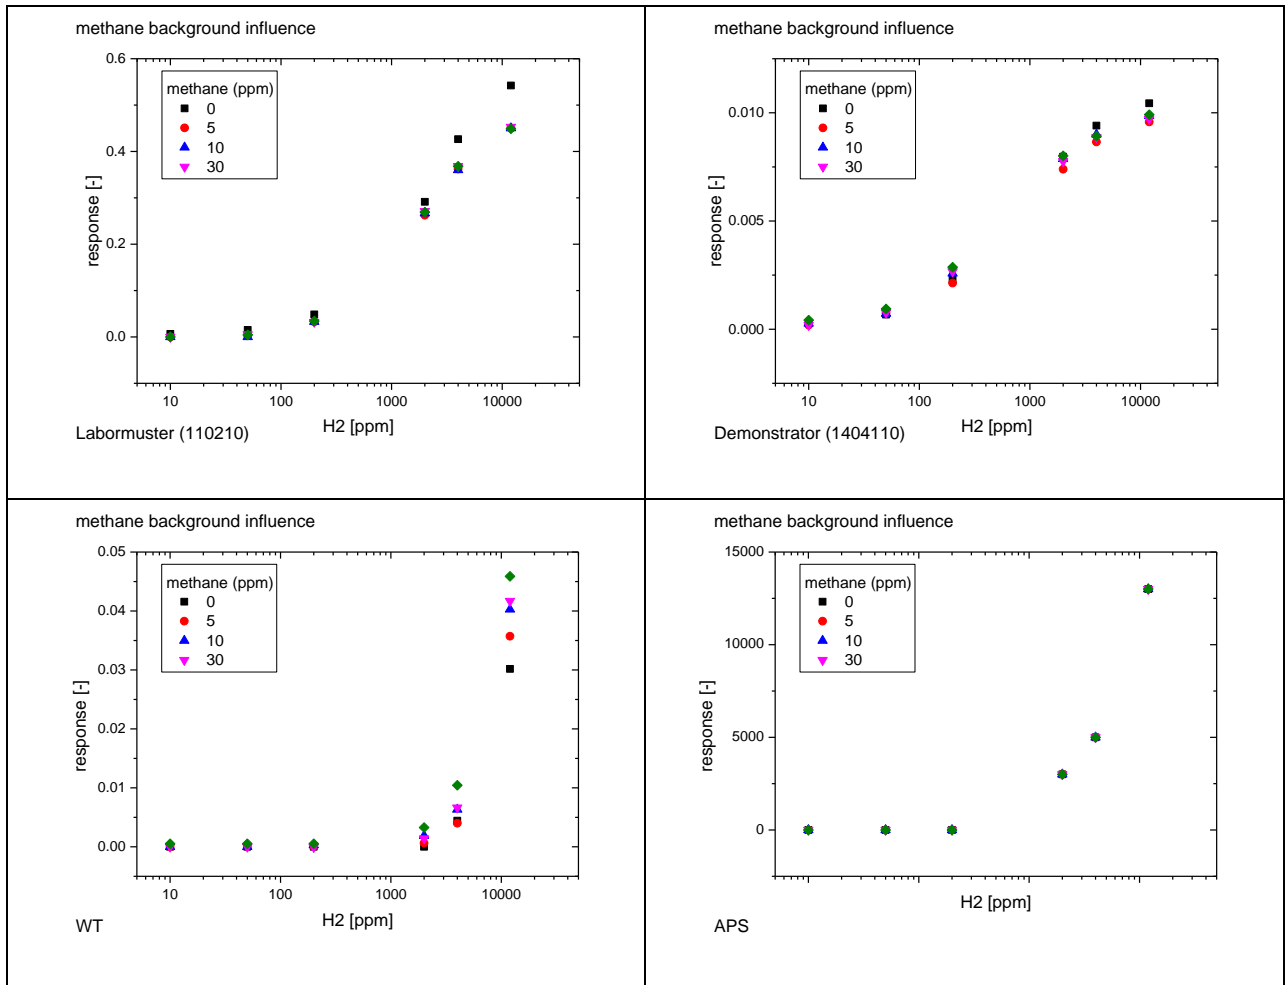 methane background influence
0.6
0.4
0.2
0.0
response [-]
methane (ppm)
0
5
10
30
10
100
1000
10000
H2 [ppm]
Labormuster (110210)
methane background influence
0.010
0.005
0.000
response [-]
methane (ppm)
0
5
10
30
10
100
1000
10000
H2 [ppm]
Demonstrator (1404110)
methane background influence
0.05
0.04
0.03
0.02
0.01
0.00
response [-]
methane (ppm)
0
5
10
30
10
100
1000
10000
H2 [ppm]
WT
methane background influence
15000
10000
5000
0
response [-]
methane (ppm)
0
5
10
30
H2 [ppm]
APS